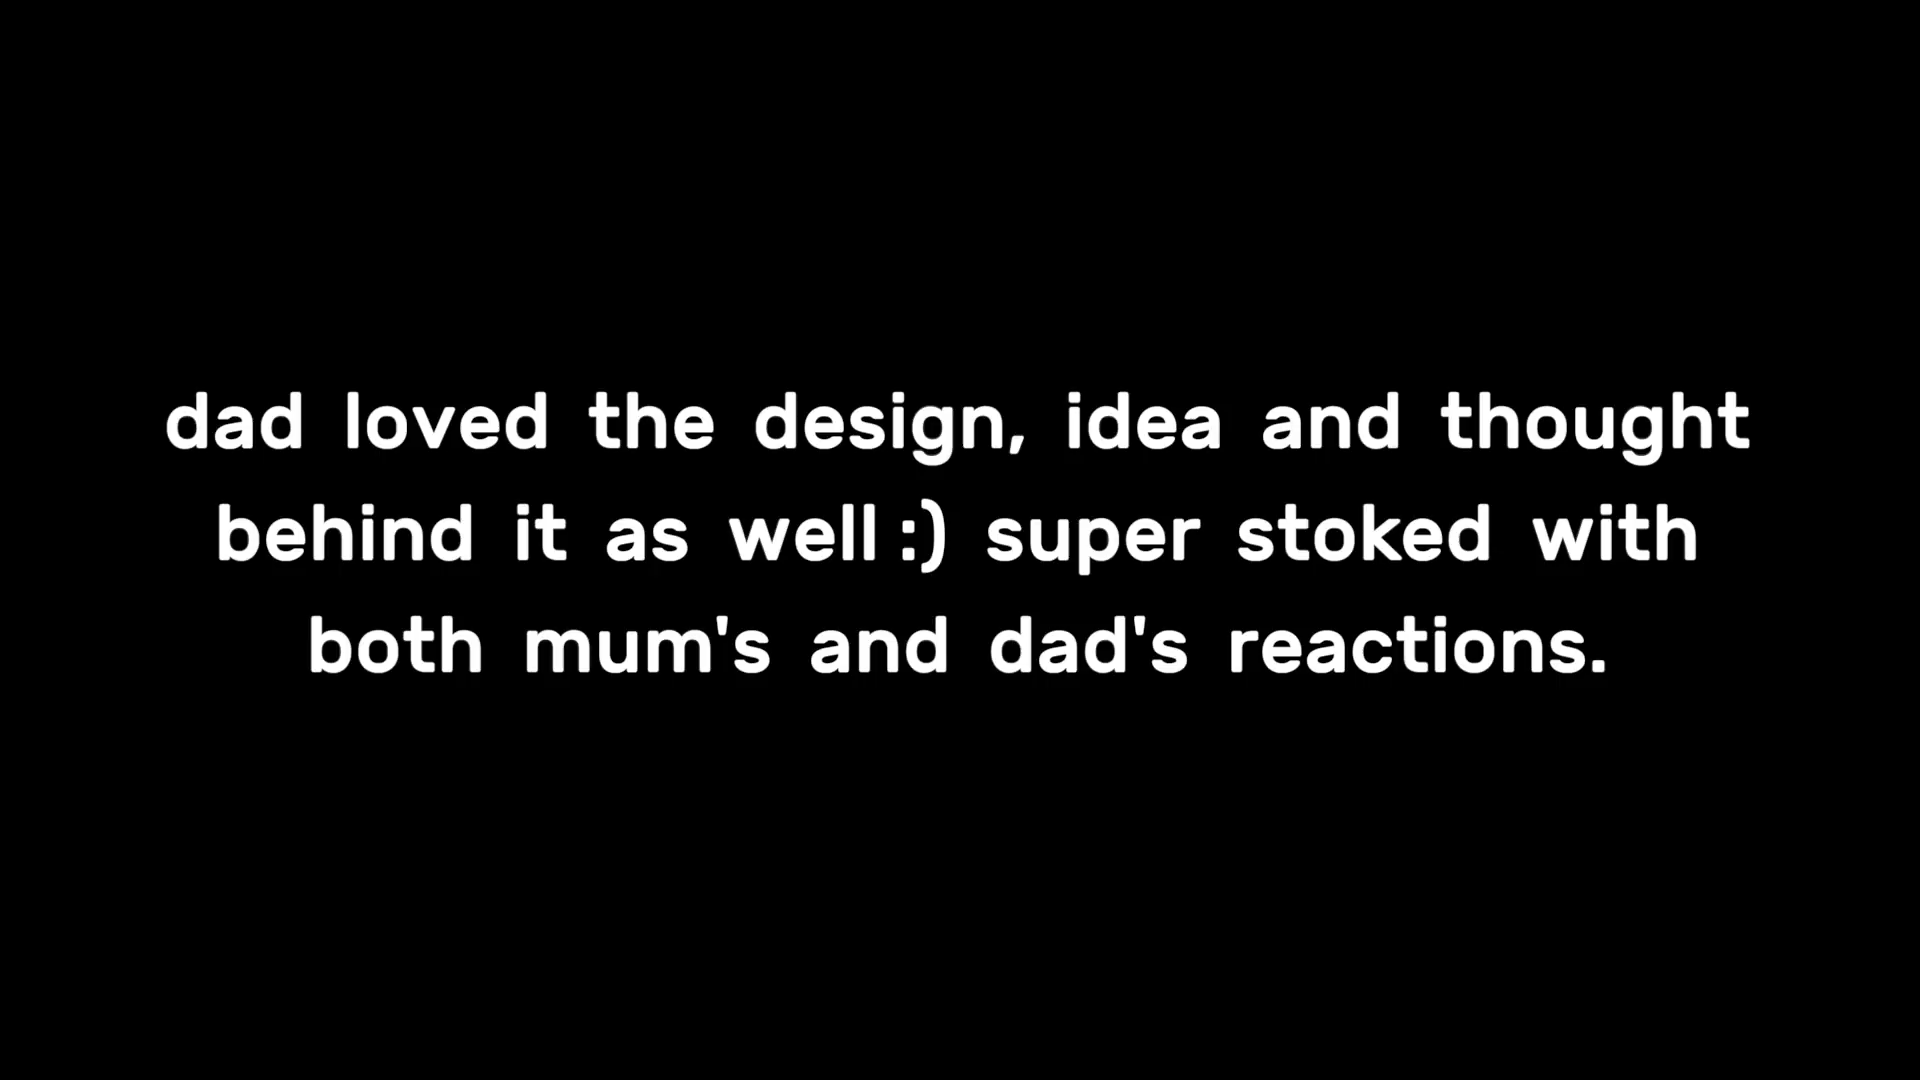 dad loved the design, idea and thought
behind it as well :) super stoked with
both mum's and dad's reactions.